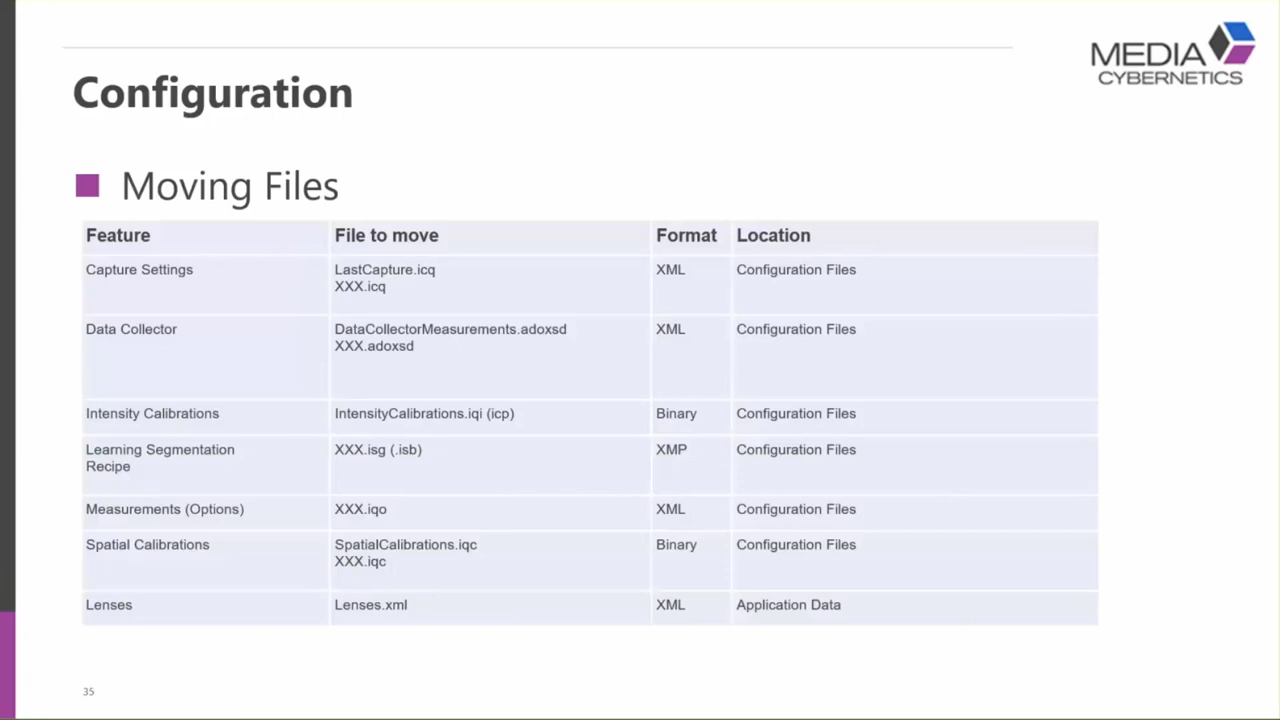 MEDIA
CYBERNETICS
Configuration
Moving Files
Feature File to move Format Location
Capture Settings LastCapture.icq XML Configuration Files
XXX.icq
Data Collector DataCollectorMeasurements.adoxsd XML Configuration Files
XXX.adoxsd
Intensity Calibrations IntensityCalibrations.iqi (icp) Binary Configuration Files
Learning Segmentation XXX.isg (.isb) XMP Configuration Files
Recipe
Measurements (Options) XXX.iqo XML Configuration Files
Spatial Calibrations SpatialCalibrations.iqc Binary Configuration Files
XXX.iqc
Lenses Lenses.xml XML Application Data
35